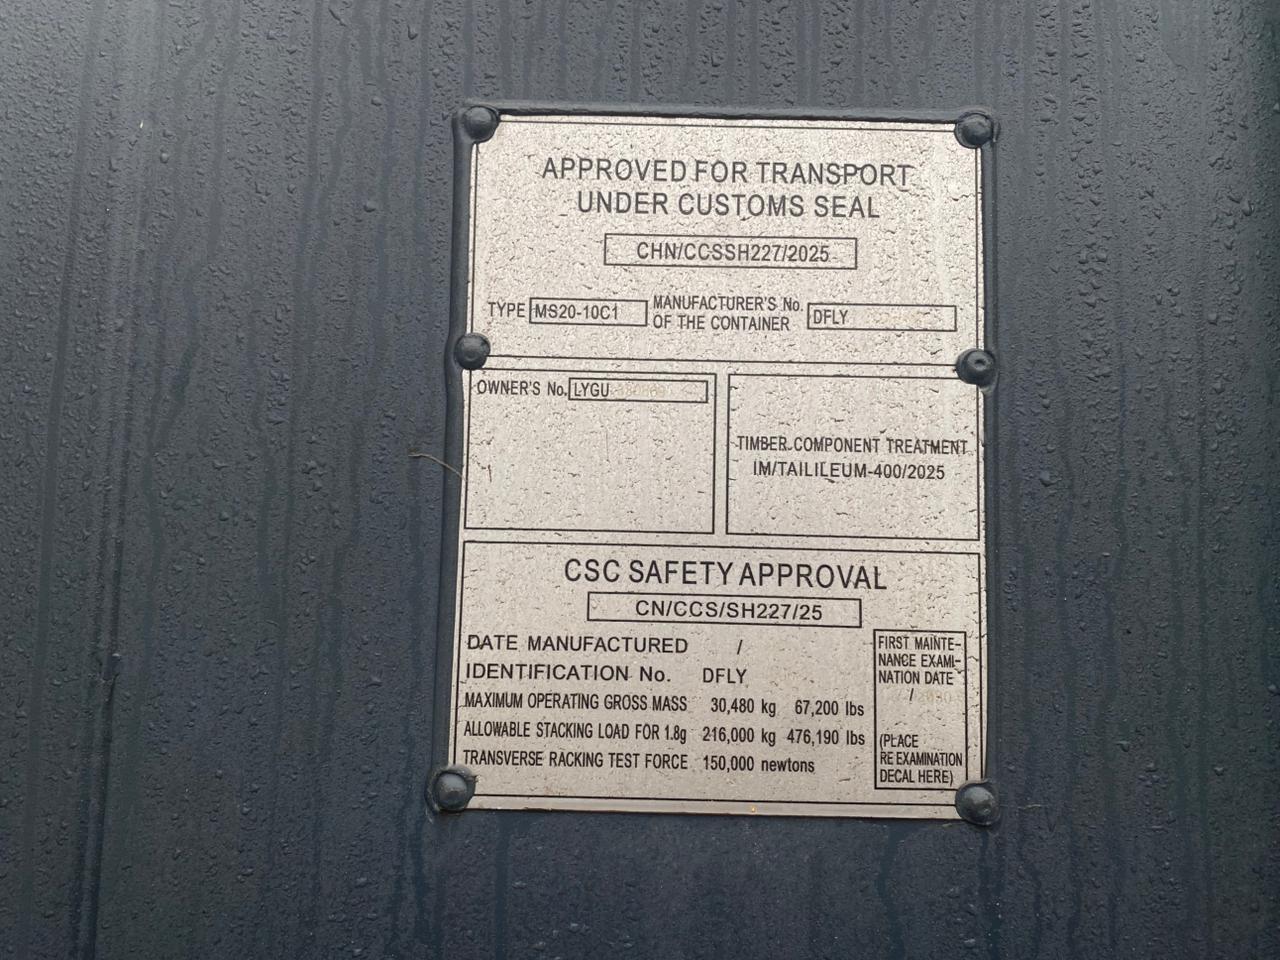 APPROVED FOR TRANSPORT
UNDER CUSTOMS SEAL
CHN/CCSSH227/2025
TYPE MS20-10C1 MANUFACTURER'S No. OF THE CONTAINER DFLY
OWNER'S No. LYGU
TIMBER COMPONENT TREATMENT
IM/TAILILEUM-400/2025
CSC SAFETY APPROVAL
CN/CCS/SH227/25
DATE MANUFACTURED /
IDENTIFICATION No. DFLY
MAXIMUM OPERATING GROSS MASS 30,480 kg 67,200 lbs
ALLOWABLE STACKING LOAD FOR 1.8g 216,000 kg 476,190 lbs
TRANSVERSE RACKING TEST FORCE 150,000 newtons
FIRST MAINTE-
NANCE EXAMI-
NATION DATE
/
(PLACE
RE EXAMINATION
DECAL HERE)